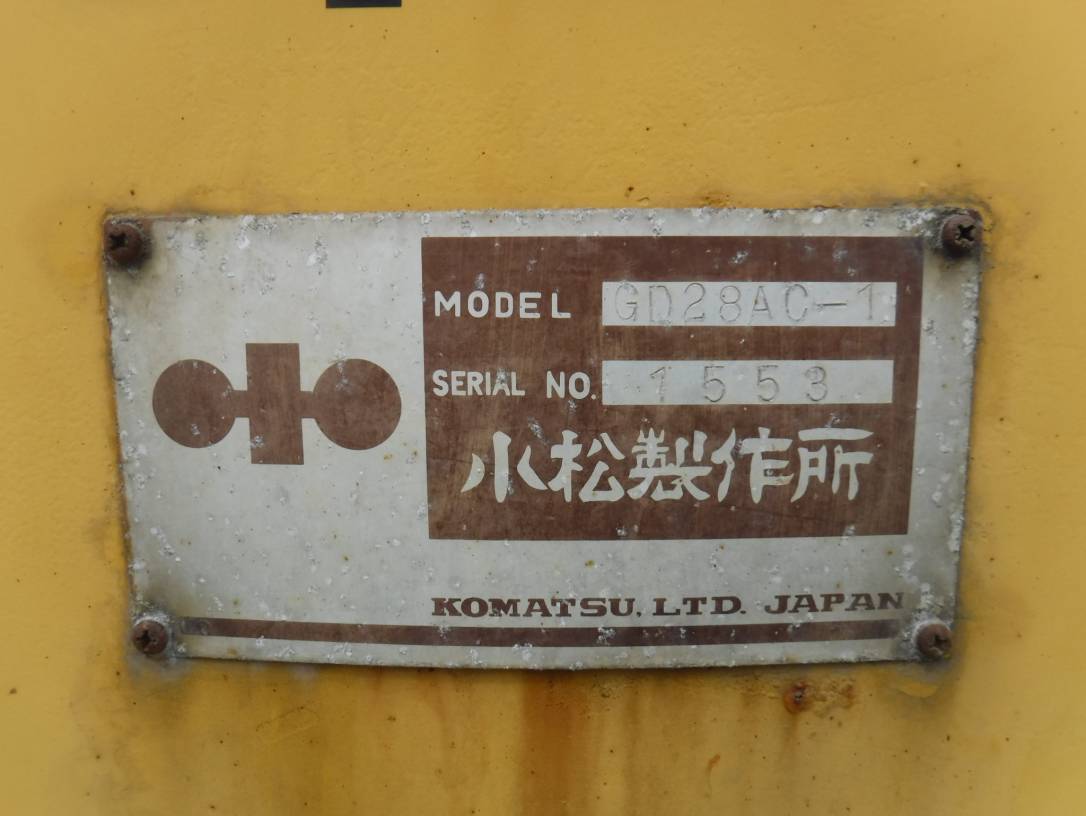 MODEL GD28AC-1
SERIAL NO. 1553
小松製作所
KOMATSU, LTD. JAPAN